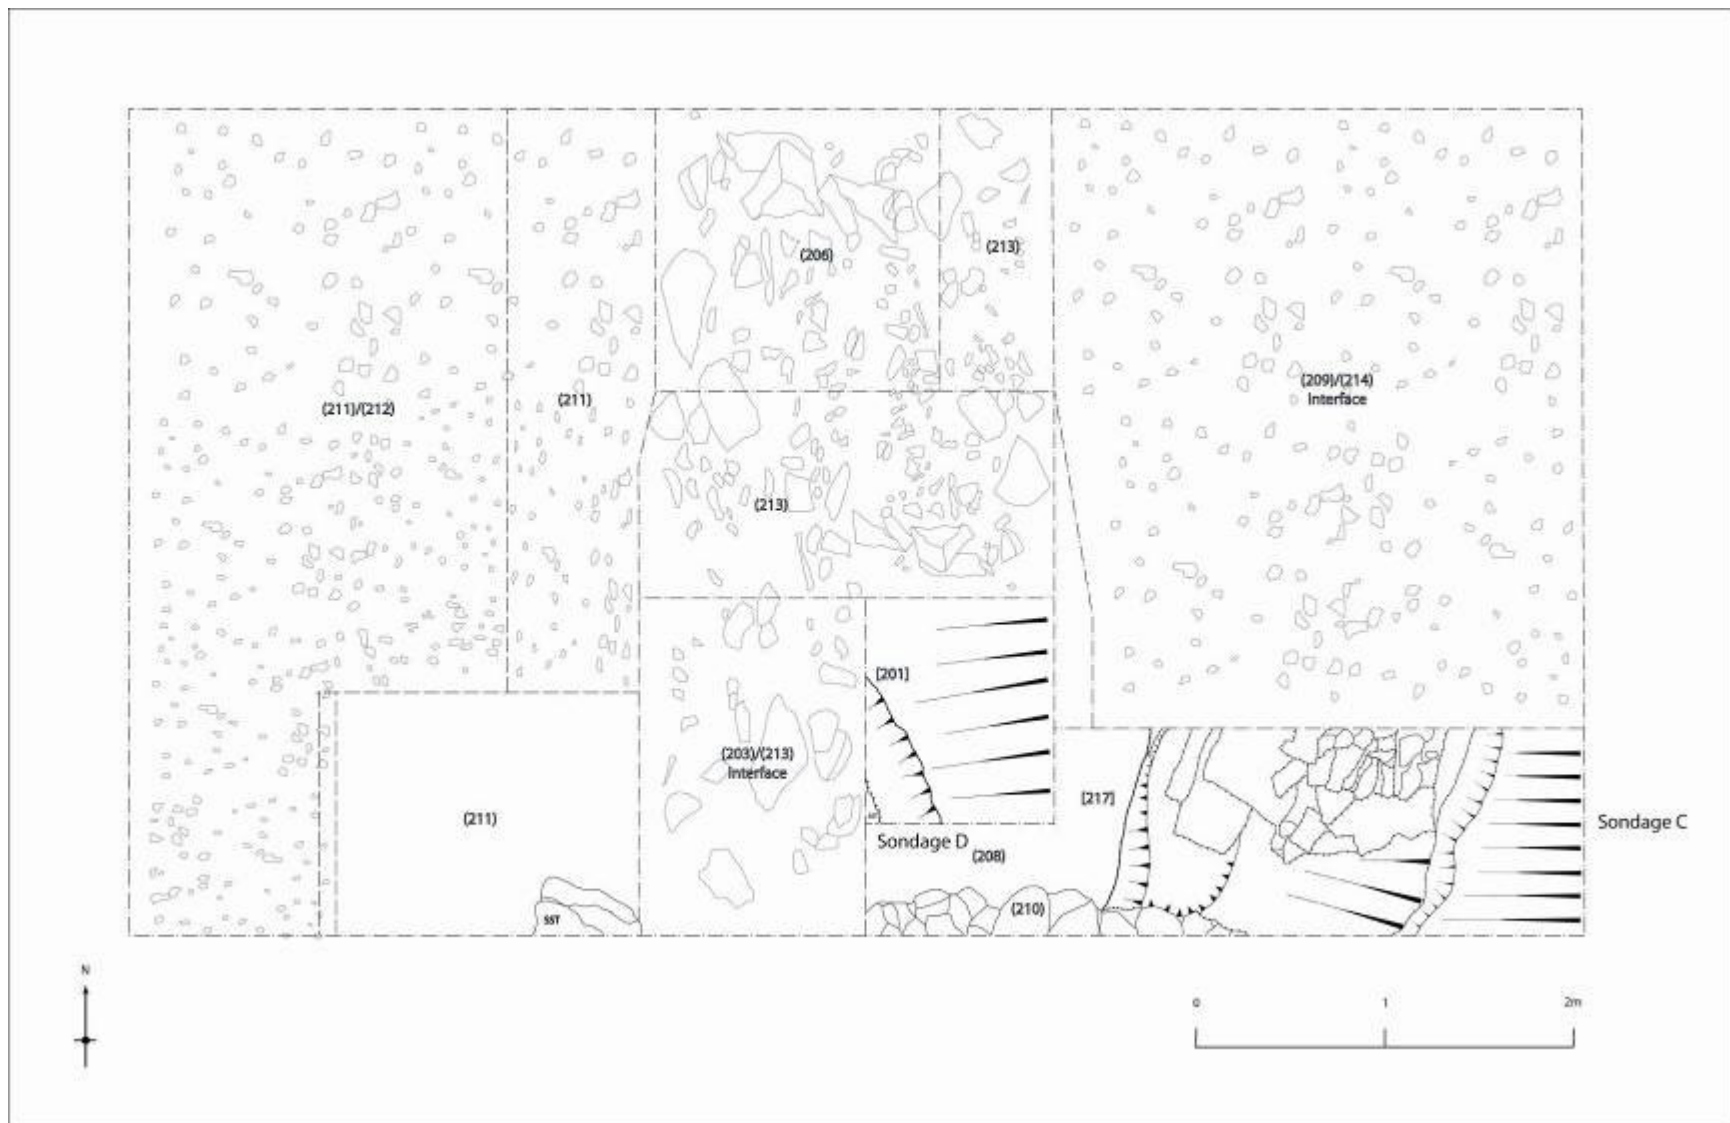 (206)
(213)
(209)/(214)
Interface
(211)/(212)
(211)
(213)
[201]
(203)/(213)
Interface
[217]
(211)
Sondage C
Sondage D
(208)
(210)
SST
N
0
1
2m